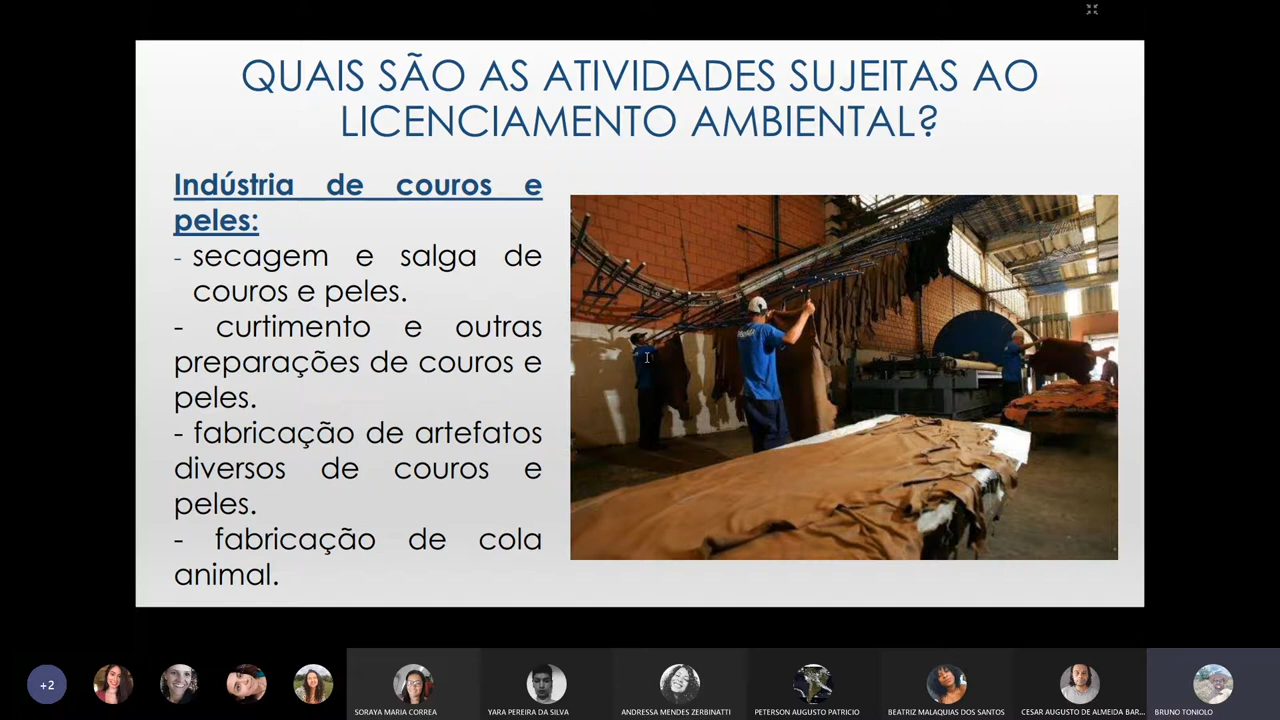 QUAIS SÃO AS ATIVIDADES SUJEITAS AO
LICENCIAMENTO AMBIENTAL?
Indústria de couros e
peles:
- secagem e salga de
couros e peles.
- curtimento e outras
preparações de couros e
peles.
- fabricação de artefatos
diversos de couros e
peles.
- fabricação de cola
animal.
+2
SORAYA MARIA CORREA
YARA PEREIRA DA SILVA
ANDRESSA MENDES ZERBINATTI
PETERSON AUGUSTO PATRICIO
BEATRIZ MALAQUIAS DOS SANTOS
CESAR AUGUSTO DE ALMEIDA BAR...
BRUNO TONIOLO